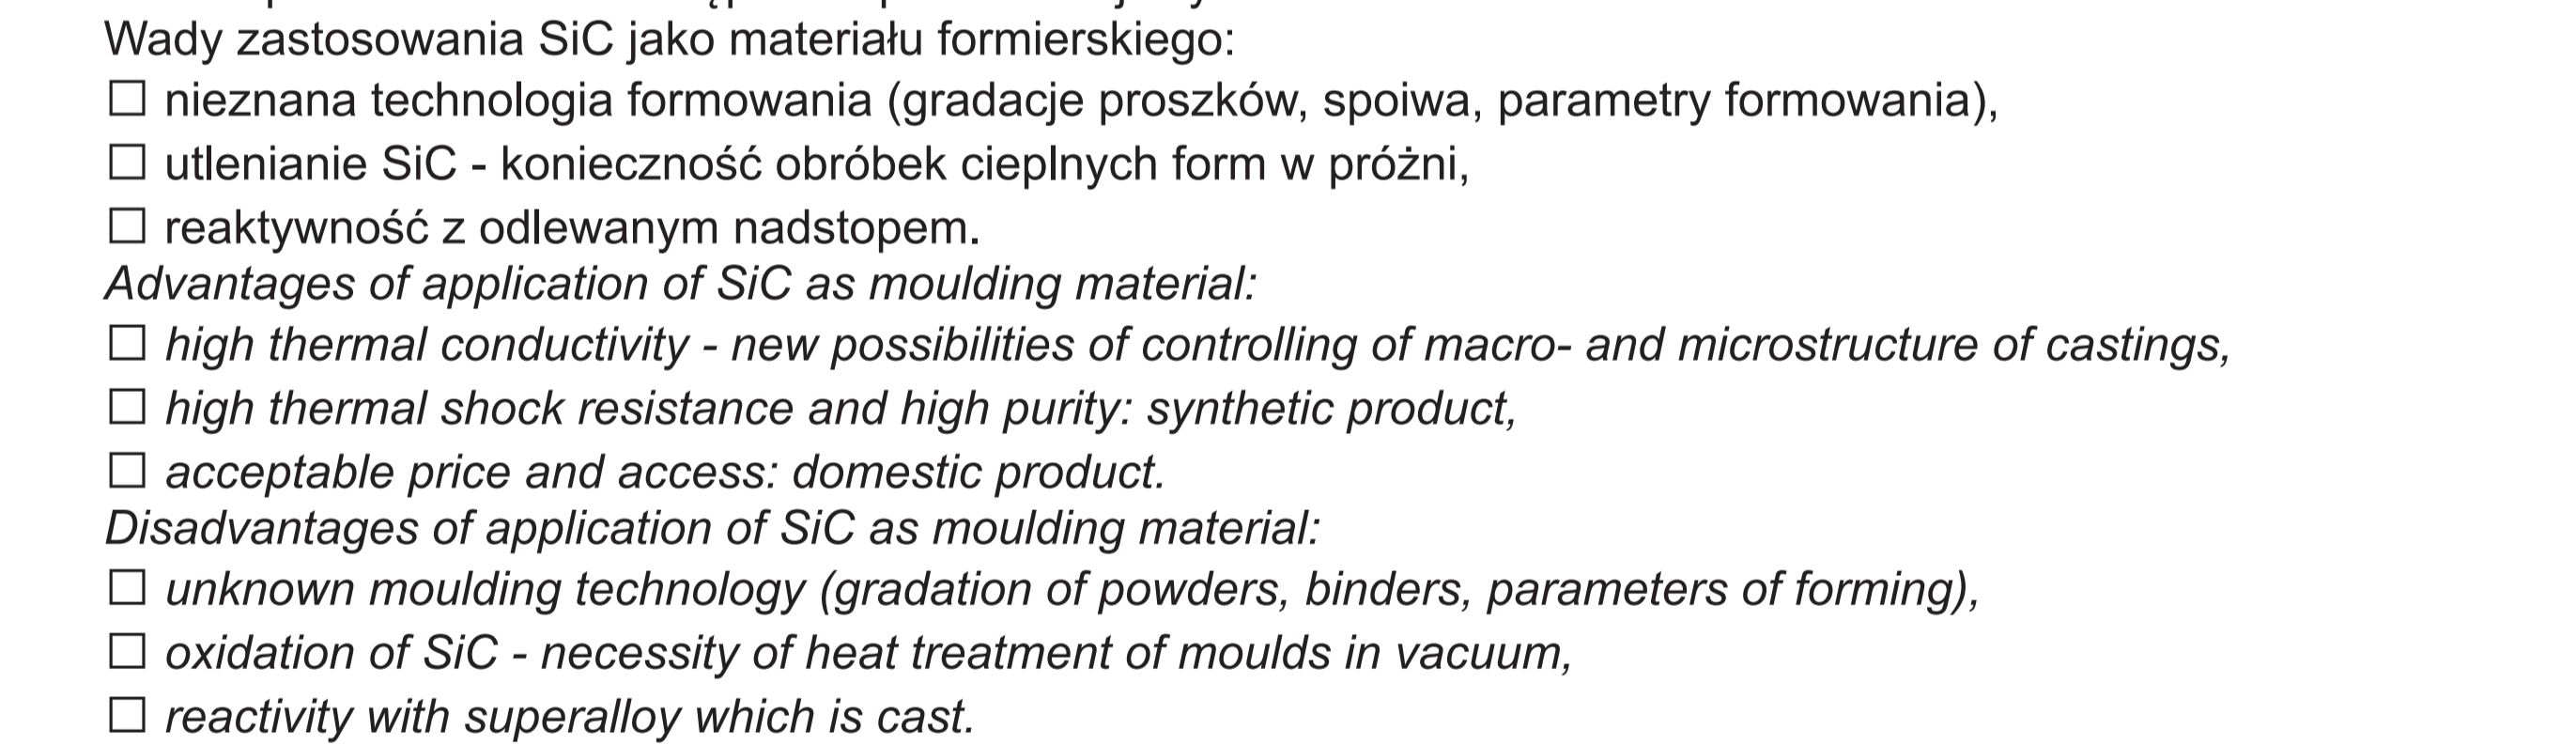 Wady zastosowania SiC jako materiału formierskiego:
☐ nieznana technologia formowania (gradacje proszków, spoiwa, parametry formowania),
☐ utlenianie SiC - konieczność obróbek cieplnych form w próżni,
☐ reaktywność z odlewanym nadstopem.
Advantages of application of SiC as moulding material:
☐ high thermal conductivity - new possibilities of controlling of macro- and microstructure of castings,
☐ high thermal shock resistance and high purity: synthetic product,
☐ acceptable price and access: domestic product.
Disadvantages of application of SiC as moulding material:
☐ unknown moulding technology (gradation of powders, binders, parameters of forming),
☐ oxidation of SiC - necessity of heat treatment of moulds in vacuum,
☐ reactivity with superalloy which is cast.